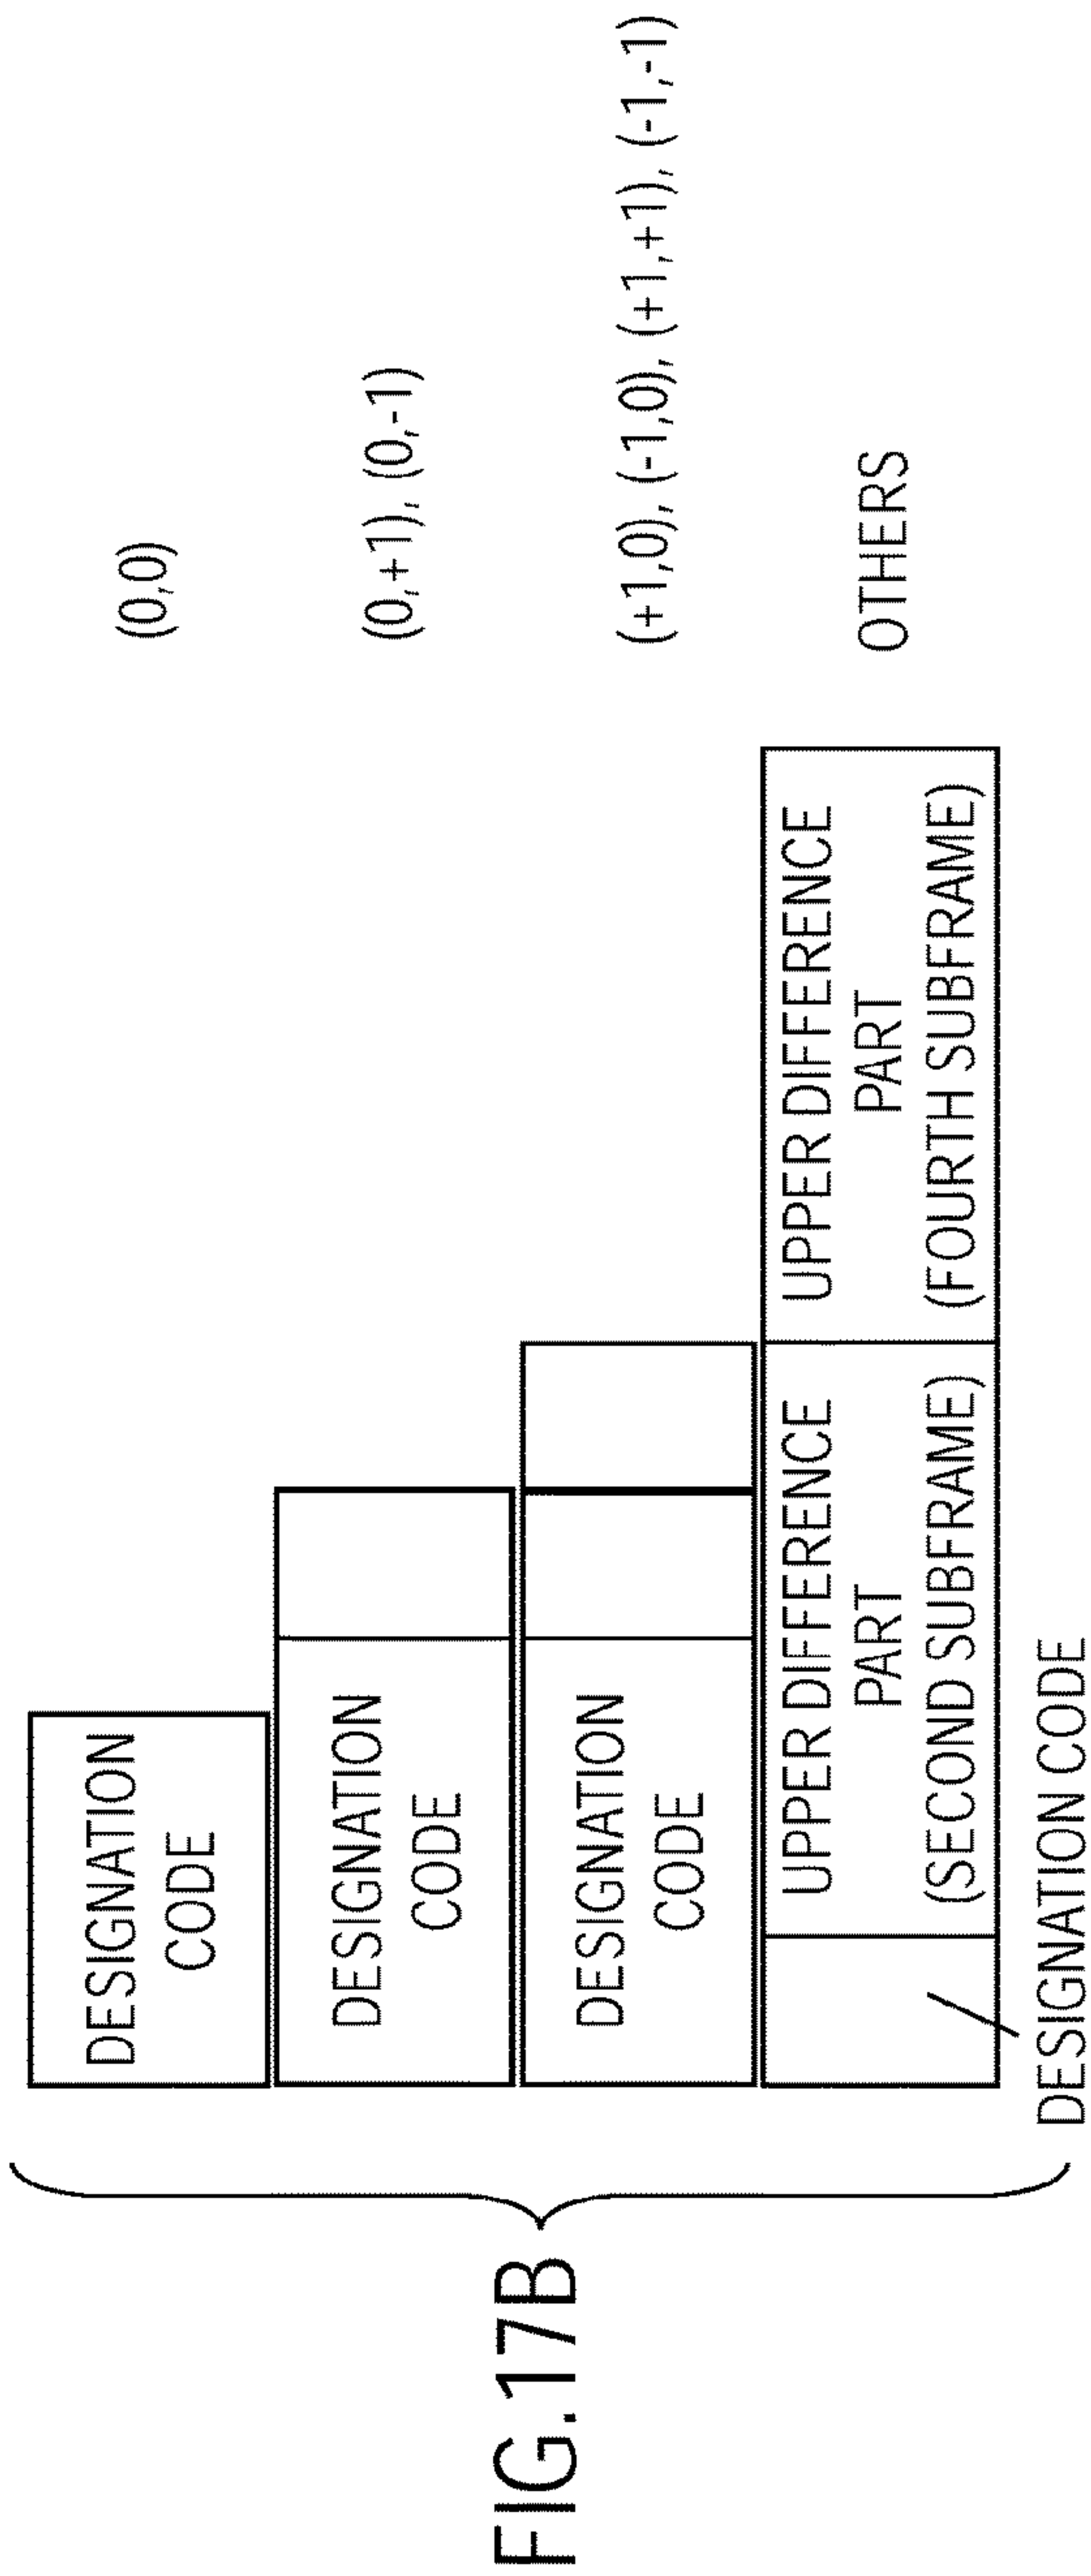 FIG.17B
DESIGNATION
CODE
(0,0)
DESIGNATION
CODE
(0,+1), (0,-1)
DESIGNATION
CODE
(+1,0), (-1,0), (+1,+1), (-1,-1)
UPPER DIFFERENCE
PART
(SECOND SUBFRAME)
UPPER DIFFERENCE
PART
(FOURTH SUBFRAME)
OTHERS
DESIGNATION CODE